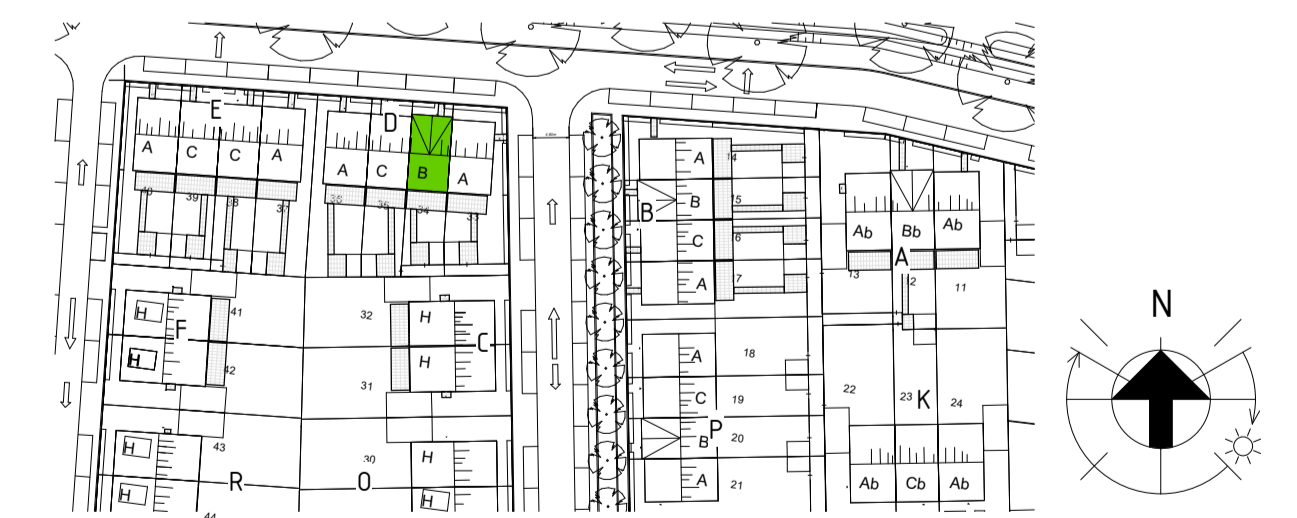 E
D
A C C A
A C B A
40 39 38 37
36 35 34 33
A
14
B
B
15
C
16
A
17
Ab Bb Ab
A
13 12 11
N
H
41
F
H
42
32
H
C
H
31
A
18
C
19
B
20
P
A
21
22
23 K 24
Ab Cb Ab
H
43
30
H
R
O
H
H
44